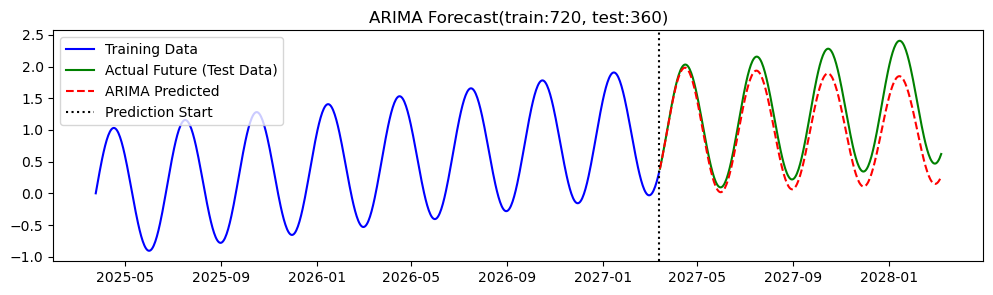 ARIMA Forecast(train:720, test:360)
2.5
2.0
1.5
1.0
0.5
0.0
−0.5
−1.0
Training Data
Actual Future (Test Data)
ARIMA Predicted
Prediction Start
2025-05 2025-09 2026-01 2026-05 2026-09 2027-01 2027-05 2027-09 2028-01